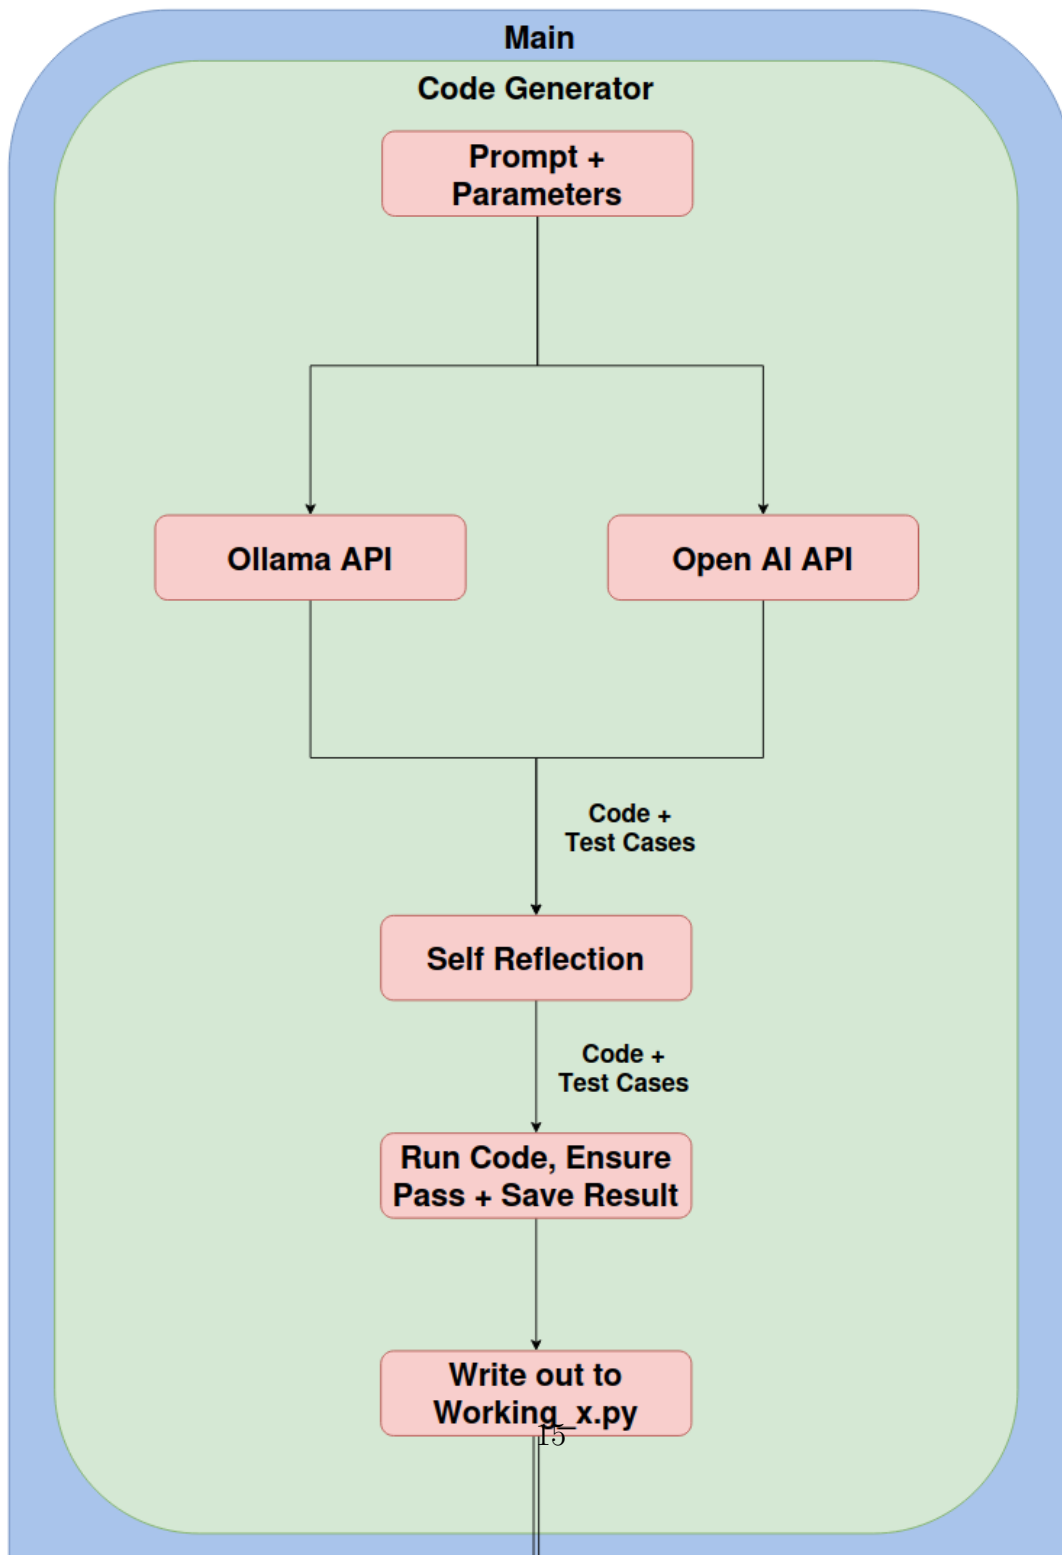 Main
Code Generator
Prompt +
Parameters
Ollama API
Open AI API
Code +
Test Cases
Self Reflection
Code +
Test Cases
Run Code, Ensure
Pass + Save Result
Write out to
Working_x.py
15